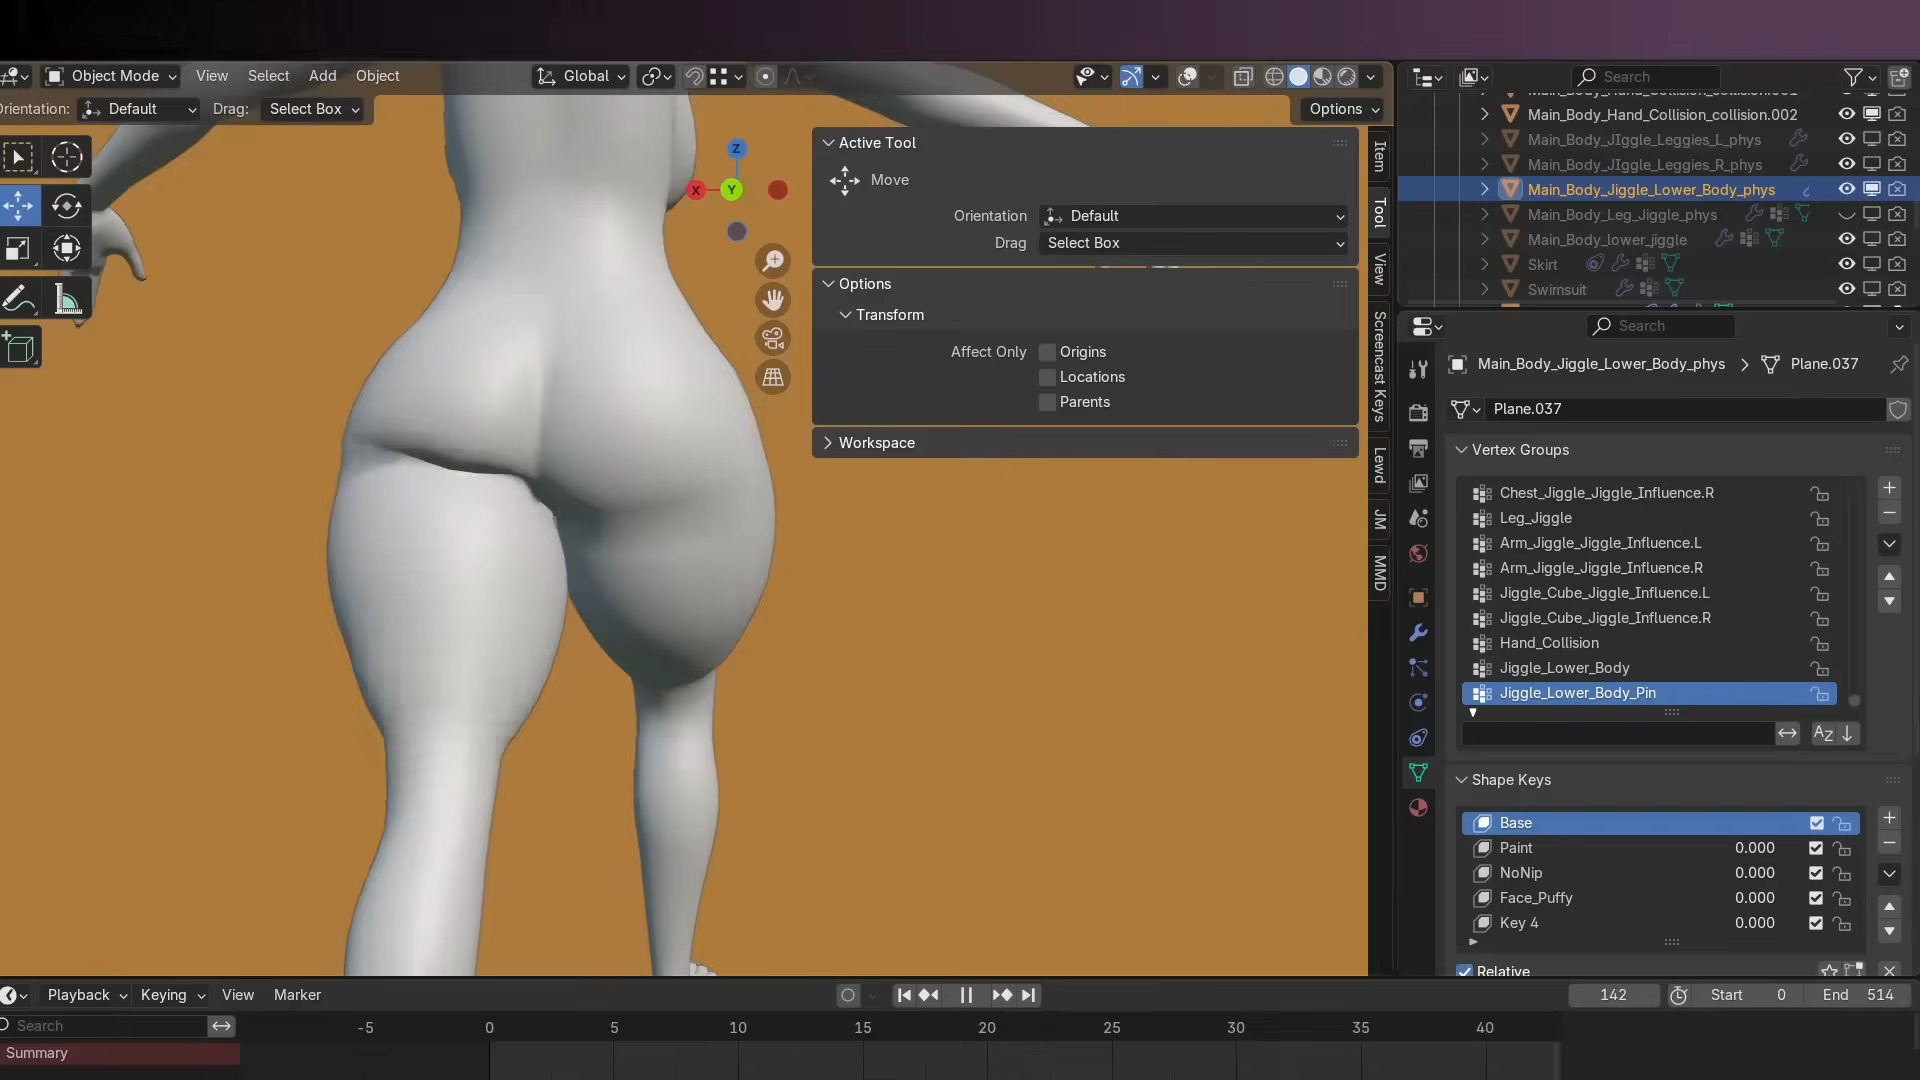 Object Mode View Select Add Object Global Options
Orientation: Default Drag: Select Box
Z
X
Y
Active Tool
Move
Orientation Default
Drag Select Box
Options
Transform
Affect Only Origins
Locations
Parents
Workspace
Item
Tool
View
Screencast Keys
Lewd
JM
MMD
Search
Main_Body_Hand_Collision_collision.001
Main_Body_Hand_Collision_collision.002
Main_Body_JIggle_Leggies_L_phys
Main_Body_JIggle_Leggies_R_phys
Main_Body_Jiggle_Lower_Body_phys
Main_Body_Leg_Jiggle_phys
Main_Body_lower_jiggle
Skirt
Swimsuit
Search
Main_Body_Jiggle_Lower_Body_phys Plane.037
Plane.037
Vertex Groups
Chest_Jiggle_Jiggle_Influence.R
Leg_Jiggle
Arm_Jiggle_Jiggle_Influence.L
Arm_Jiggle_Jiggle_Influence.R
Jiggle_Cube_Jiggle_Influence.L
Jiggle_Cube_Jiggle_Influence.R
Hand_Collision
Jiggle_Lower_Body
Jiggle_Lower_Body_Pin
AZ
Shape Keys
Base
Paint 0.000
NoNip 0.000
Face_Puffy 0.000
Key 4 0.000
Relative
Playback Keying View Marker 142 Start 0 End 514
Search -5 0 5 10 15 20 25 30 35 40
Summary